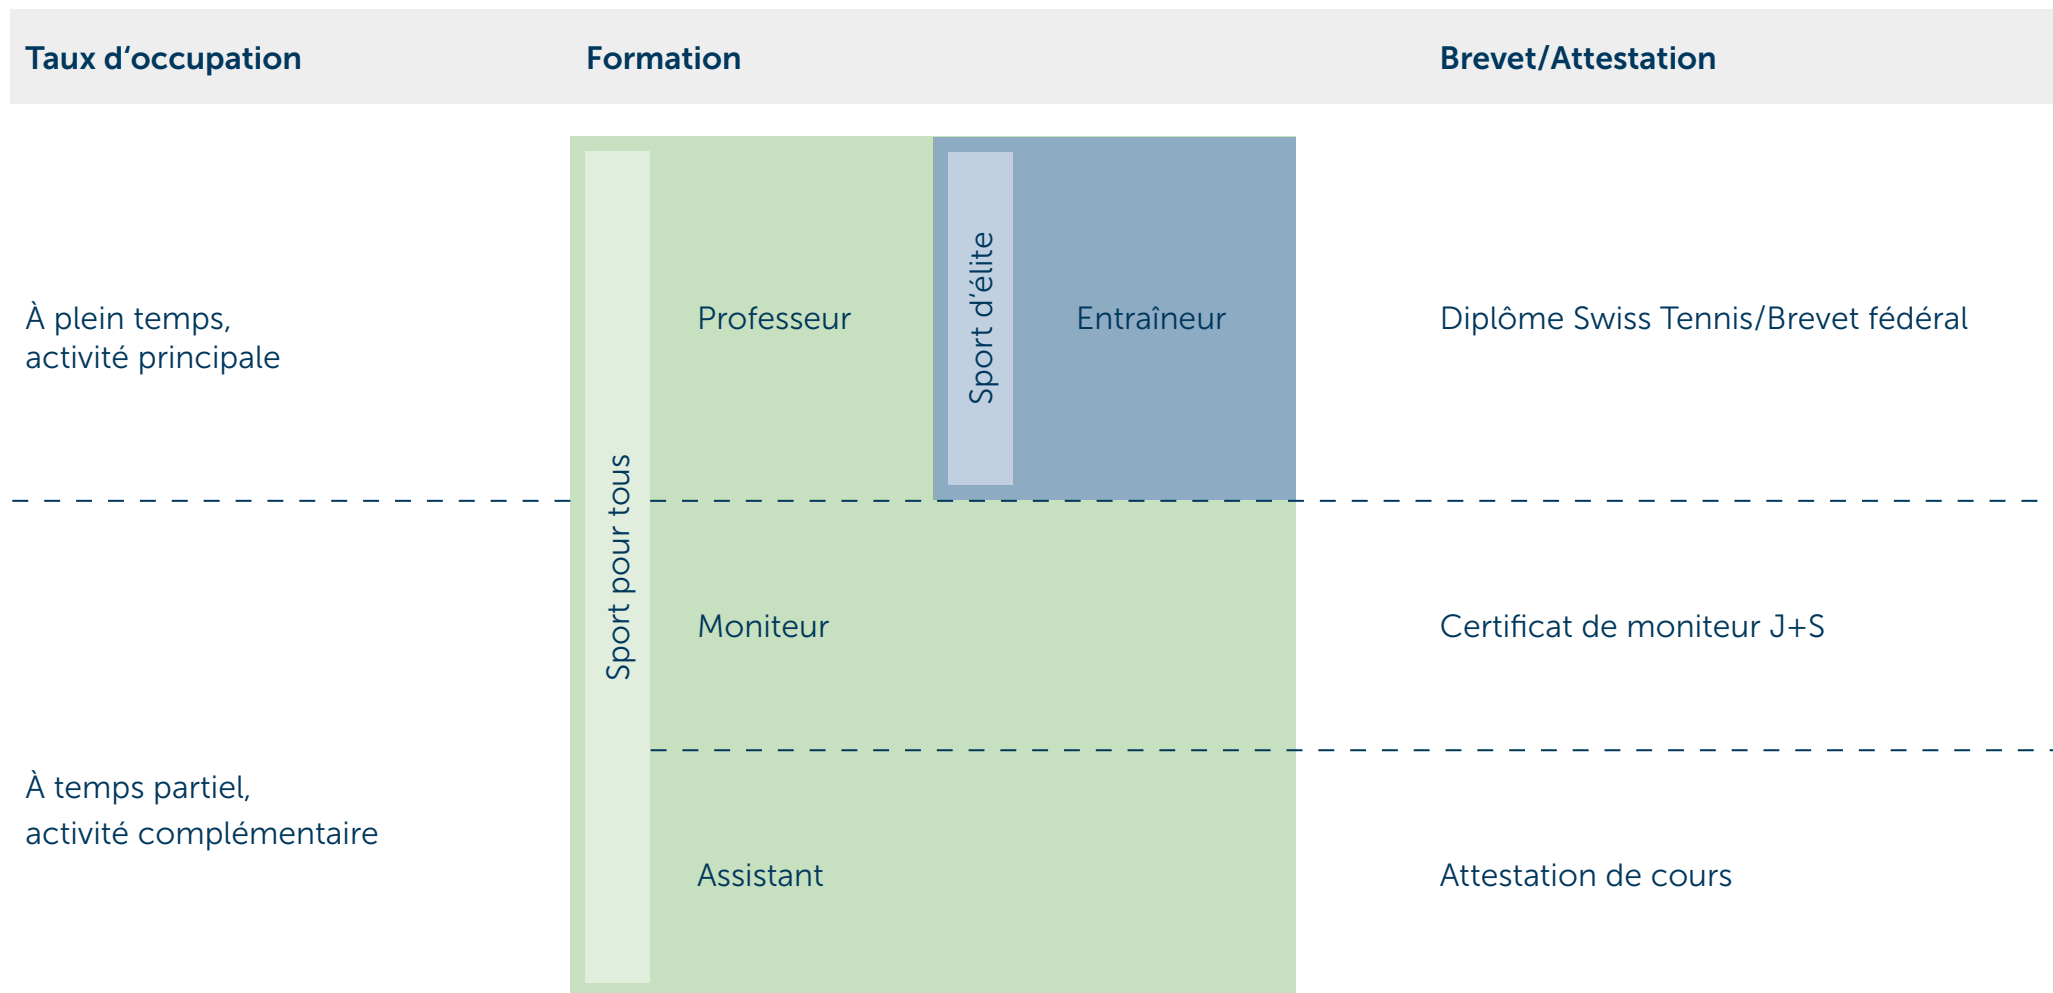 Taux d‘occupation
Formation
Brevet/Attestation
À plein temps,
activité principale
Sport pour tous
Professeur
Sport d’élite
Entraîneur
Diplôme Swiss Tennis/Brevet fédéral
Moniteur
Certificat de moniteur J+S
À temps partiel,
activité complémentaire
Assistant
Attestation de cours